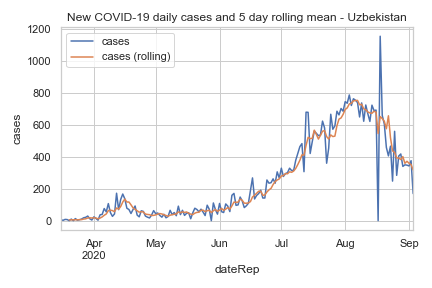 New COVID-19 daily cases and 5 day rolling mean - Uzbekistan
cases
cases (rolling)
1200
1000
800
600
400
200
0
cases
Apr
2020
May
Jun
Jul
Aug
Sep
dateRep